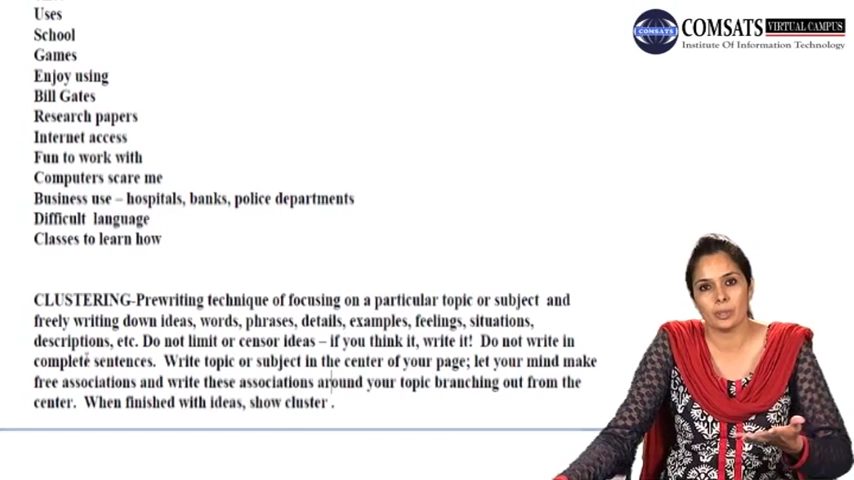 Uses
School
Games
Enjoy using
Bill Gates
Research papers
Internet access
Fun to work with
Computers scare me
Business use – hospitals, banks, police departments
Difficult language
Classes to learn how
CLUSTERING-Prewriting technique of focusing on a particular topic or subject and
freely writing down ideas, words, phrases, details, examples, feelings, situations,
descriptions, etc. Do not limit or censor ideas – if you think it, write it! Do not write in
complete sentences. Write topic or subject in the center of your page; let your mind make
free associations and write these associations around your topic branching out from the
center. When finished with ideas, show cluster .
COMSATS
COMSATS VIRTUAL CAMPUS
Institute Of Information Technology